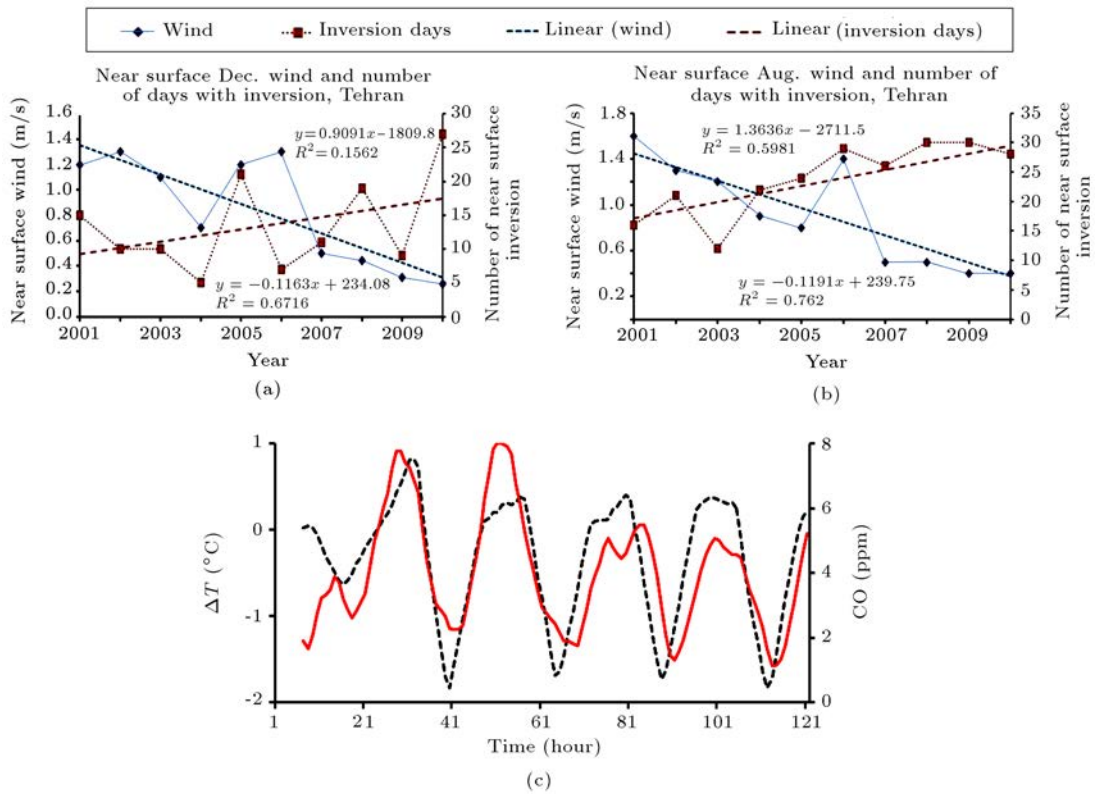 Wind Inversion days Linear (wind) Linear (inversion days)
Near surface Dec. wind and number
of days with inversion, Tehran
Near surface wind (m/s)
1.6
1.4
1.2
1.0
0.8
0.6
0.4
0.2
0.0
y=0.9091x−1809.8
R²=0.1562
y = −0.1163x + 234.08
R² = 0.6716
30
25
20
15
10
5
0
Number of near surface
inversion
2001 2003 2005 2007 2009
Year
(a)
Near surface Aug. wind and number of
days with inversion, Tehran
Near surface wind (m/s)
1.8
1.4
1.0
0.6
0.2
y = 1.3636x − 2711.5
R² = 0.5981
y = −0.1191x + 239.75
R² = 0.762
35
30
25
20
15
10
5
0
Number of near surface
inversion
2001 2003 2005 2007 2009
Year
(b)
ΔT (°C)
1
0
-1
-2
8
6
4
2
0
CO (ppm)
1 21 41 61 81 101 121
Time (hour)
(c)